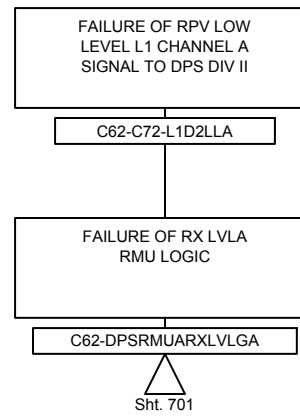 FAILURE OF RPV LOW
LEVEL L1 CHANNEL A
SIGNAL TO DPS DIV II
C62-C72-L1D2LLA
FAILURE OF RX LVLA
RMU LOGIC
C62-DPSRMUARXLVLGA
Sht. 701